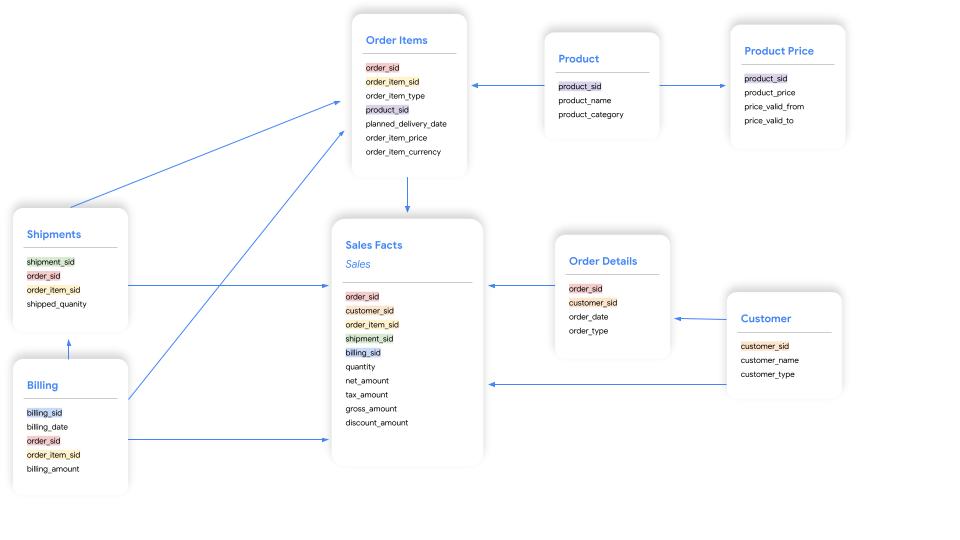 Order Items
order_sid
order_item_sid
order_item_type
product_sid
planned_delivery_date
order_item_price
order_item_currency
Product
product_sid
product_name
product_category
Product Price
product_sid
product_price
price_valid_from
price_valid_to
Shipments
shipment_sid
order_sid
order_item_sid
shipped_quanity
Sales Facts
Sales
order_sid
customer_sid
order_item_sid
shipment_sid
billing_sid
quantity
net_amount
tax_amount
gross_amount
discount_amount
Order Details
order_sid
customer_sid
order_date
order_type
Customer
customer_sid
customer_name
customer_type
Billing
billing_sid
billing_date
order_sid
order_item_sid
billing_amount